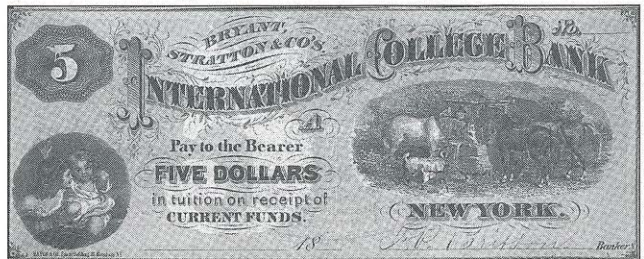 5
BRYANT,
STRATTON & CO'S.
INTERNATIONAL COLLEGE BANK
No.
A
Pay to the Bearer
FIVE DOLLARS
in tuition on receipt of
CURRENT FUNDS.
NEW YORK.
18
Banker